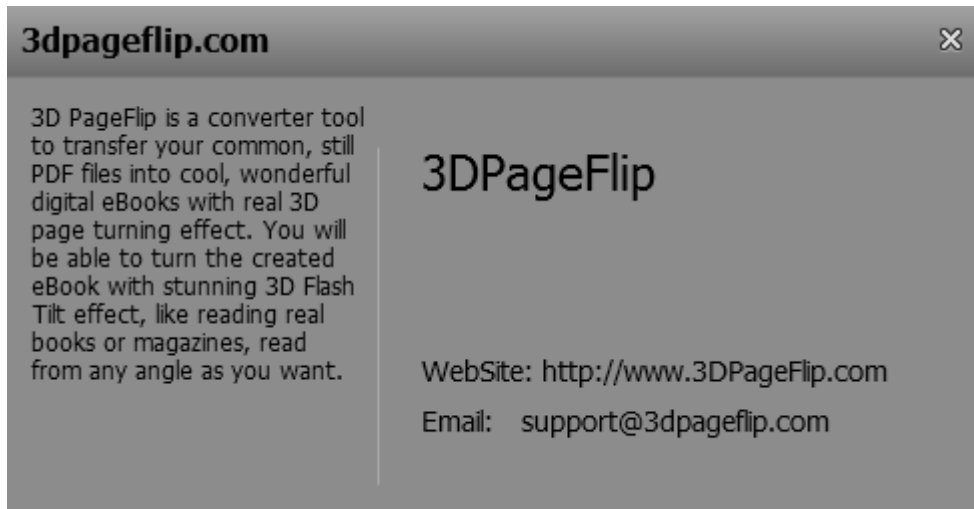 3dpageflip.com
3D PageFlip is a converter tool
to transfer your common, still
PDF files into cool, wonderful
digital eBooks with real 3D
page turning effect. You will
be able to turn the created
eBook with stunning 3D Flash
Tilt effect, like reading real
books or magazines, read
from any angle as you want.
3DPageFlip
WebSite: http://www.3DPageFlip.com
Email: support@3dpageflip.com